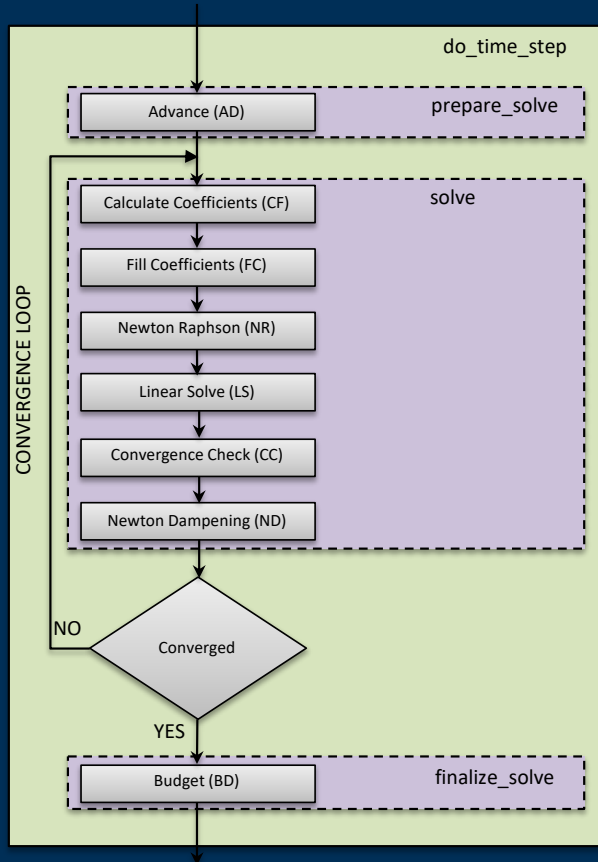 do_time_step
Advance (AD)
prepare_solve
Calculate Coefficients (CF)
solve
Fill Coefficients (FC)
Newton Raphson (NR)
Linear Solve (LS)
Convergence Check (CC)
Newton Dampening (ND)
CONVERGENCE LOOP
NO
Converged
YES
Budget (BD)
finalize_solve